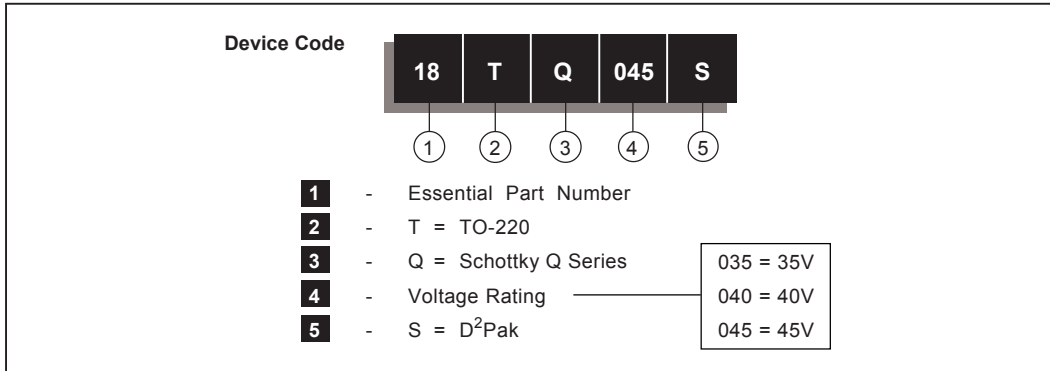 Device Code
18 T Q 045 S
1 2 3 4 5
1 - Essential Part Number
2 - T = TO-220
3 - Q = Schottky Q Series
4 - Voltage Rating
5 - S = D²Pak
035 = 35V
040 = 40V
045 = 45V